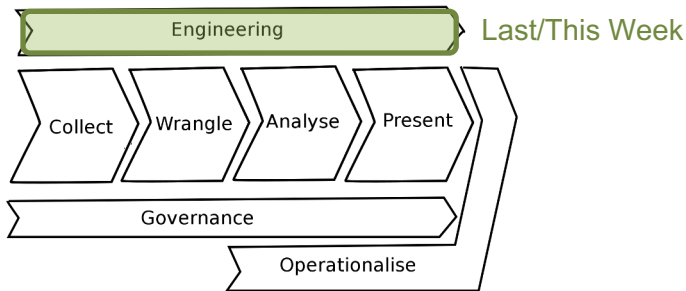 Engineering
Last/This Week
Collect
Wrangle
Analyse
Present
Governance
Operationalise